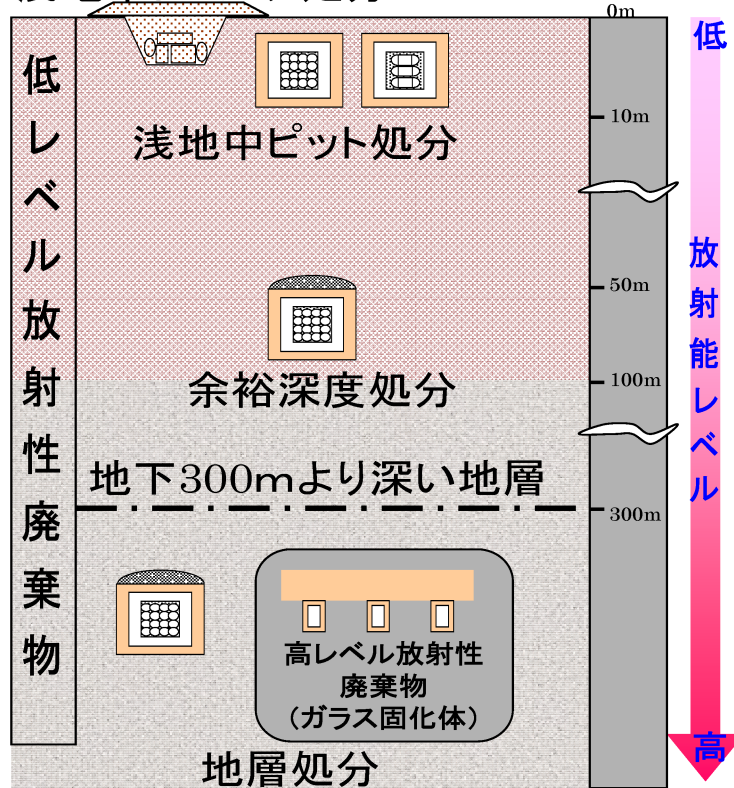 0m
低
低レベル放射性廃棄物
10m
浅地中ピット処分
放射能レベル
50m
余裕深度処分
100m
地下300mより深い地層
300m
高レベル放射性
廃棄物
（ガラス固化体）
高
地層処分